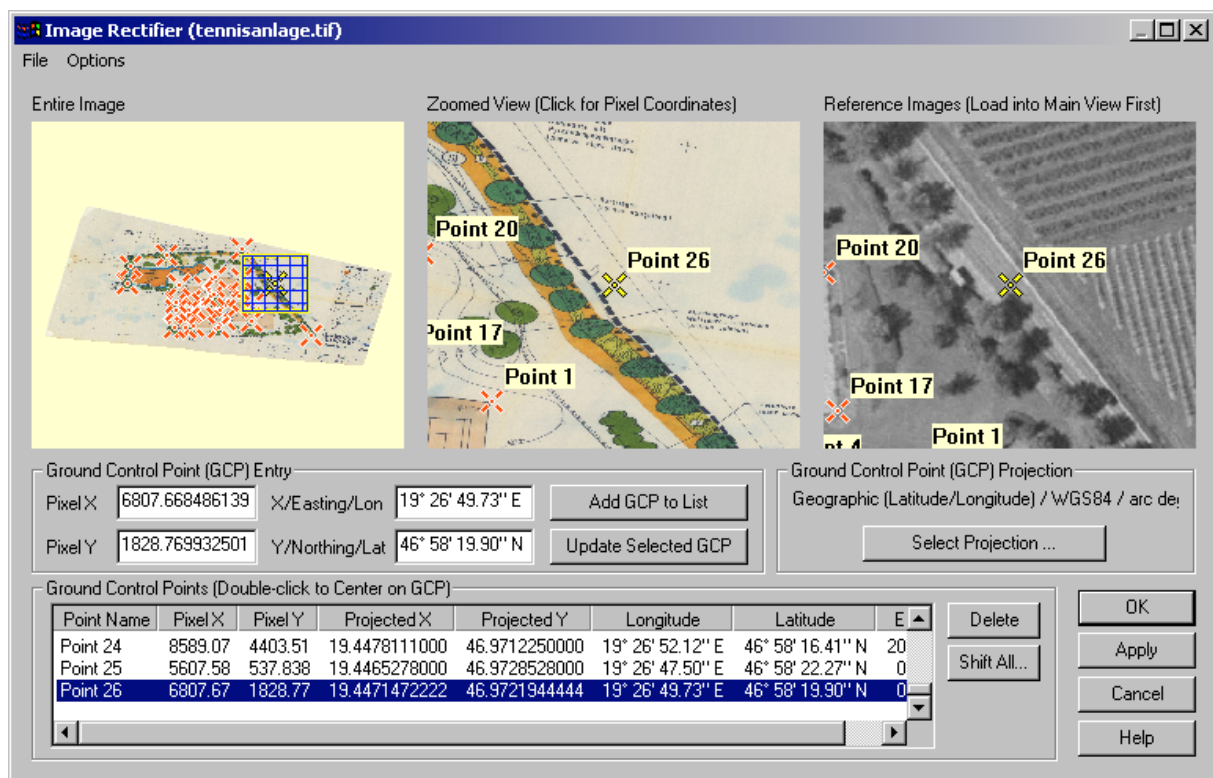 Image Rectifier (tennisanlage.tif)
File Options
Entire Image
Zoomed View (Click for Pixel Coordinates)
Reference Images (Load into Main View First)
Point 20
Point 26
Point 17
Point 1
Point 20
Point 26
Point 17
Point 1
Ground Control Point (GCP) Entry
Pixel X 6807.668486139 X/Easting/Lon 19° 26' 49.73'' E Add GCP to List
Pixel Y 1828.769932501 Y/Northing/Lat 46° 58' 19.90'' N Update Selected GCP
Ground Control Point (GCP) Projection
Geographic (Latitude/Longitude) / WGS84 / arc de
Select Projection ...
Ground Control Points (Double-click to Center on GCP)
Point Name Pixel X Pixel Y Projected X Projected Y Longitude Latitude E
Point 24 8589.07 4403.51 19.4478111000 46.9712250000 19° 26' 52.12'' E 46° 58' 16.41'' N 20
Point 25 5607.58 537.838 19.4465278000 46.9728528000 19° 26' 47.50'' E 46° 58' 22.27'' N 0
Point 26 6807.67 1828.77 19.4471472222 46.9721944444 19° 26' 49.73'' E 46° 58' 19.90'' N 0
Delete
Shift All...
OK
Apply
Cancel
Help